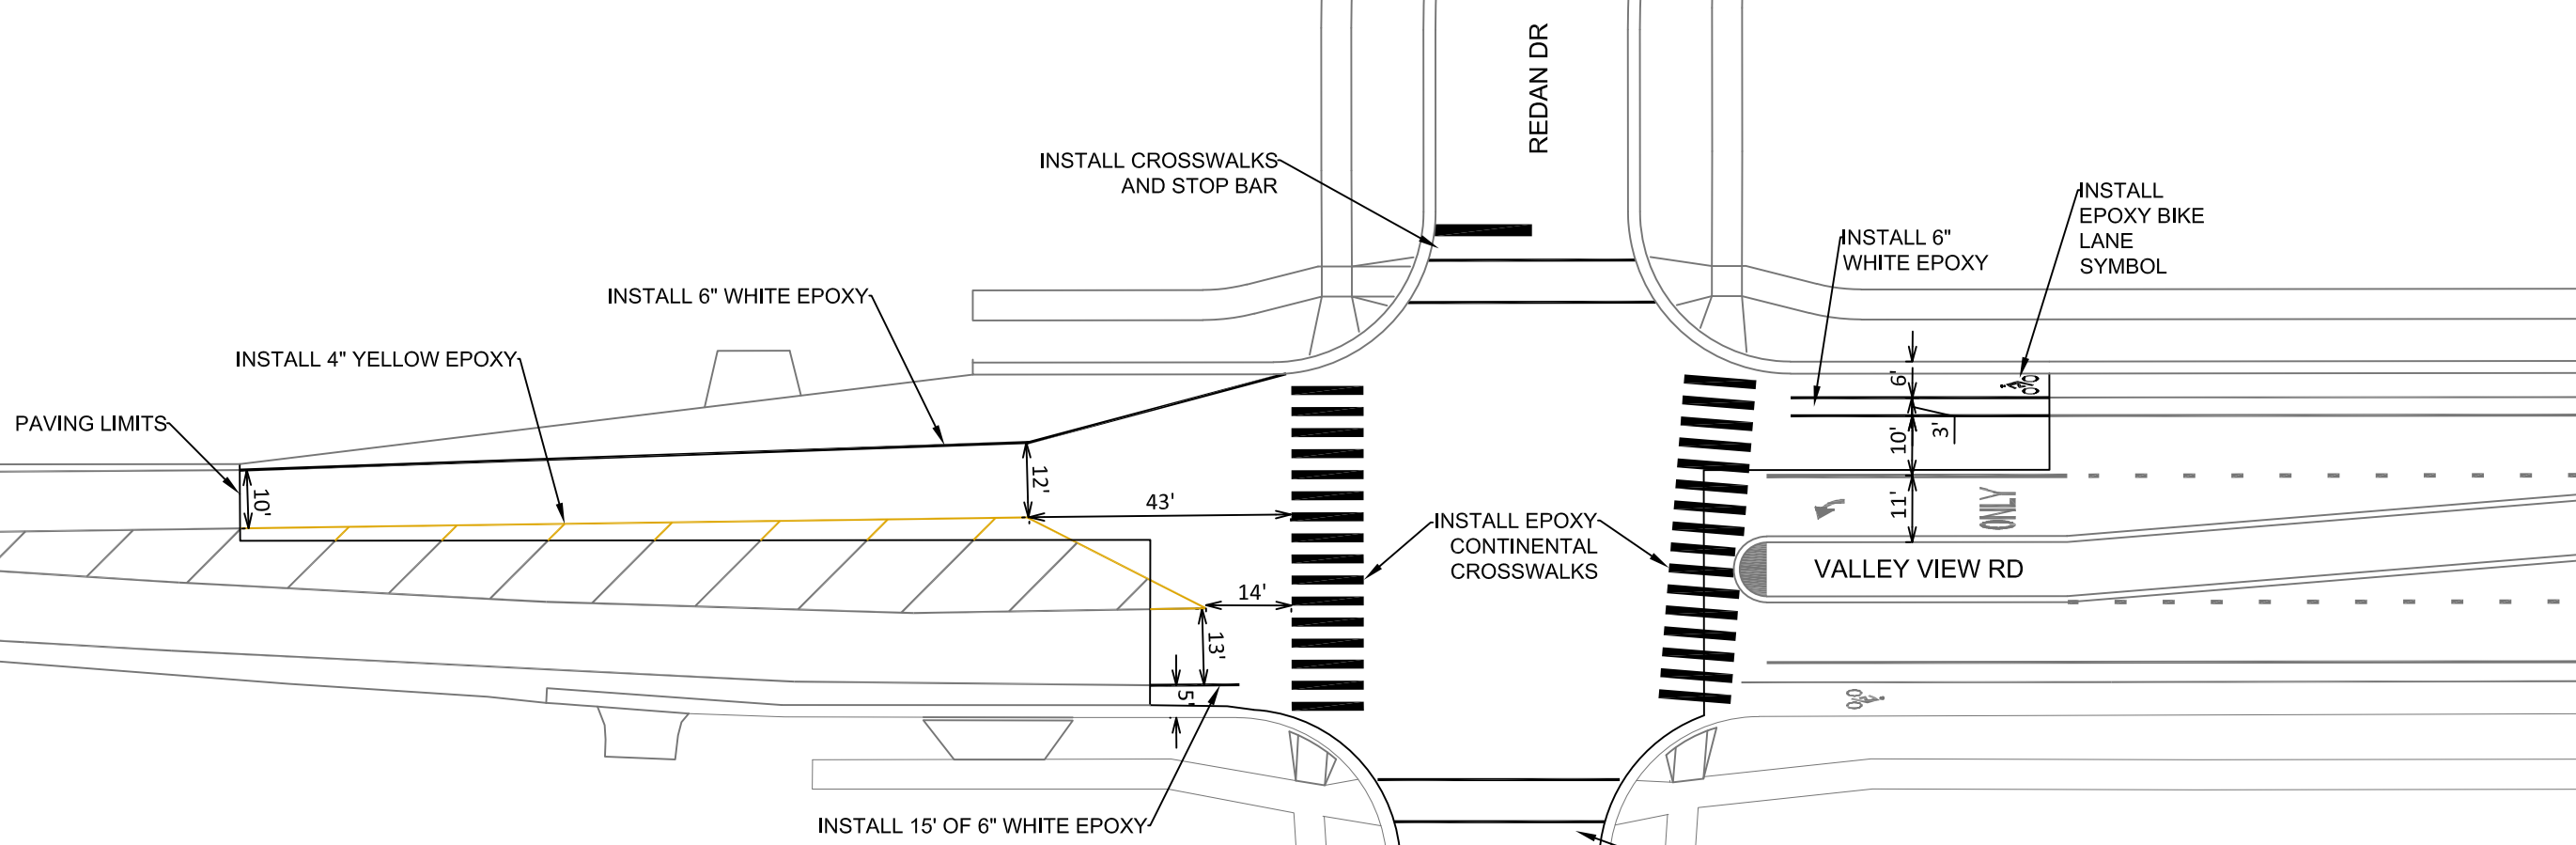 REDAN DR
INSTALL CROSSWALKS
AND STOP BAR
INSTALL
EPOXY BIKE
LANE
SYMBOL
INSTALL 6"
WHITE EPOXY
INSTALL 6" WHITE EPOXY
INSTALL 4" YELLOW EPOXY
PAVING LIMITS
6'
3'
10'
11'
ONLY
10'
12'
43'
INSTALL EPOXY
CONTINENTAL
CROSSWALKS
VALLEY VIEW RD
14'
13'
5'
INSTALL 15' OF 6" WHITE EPOXY